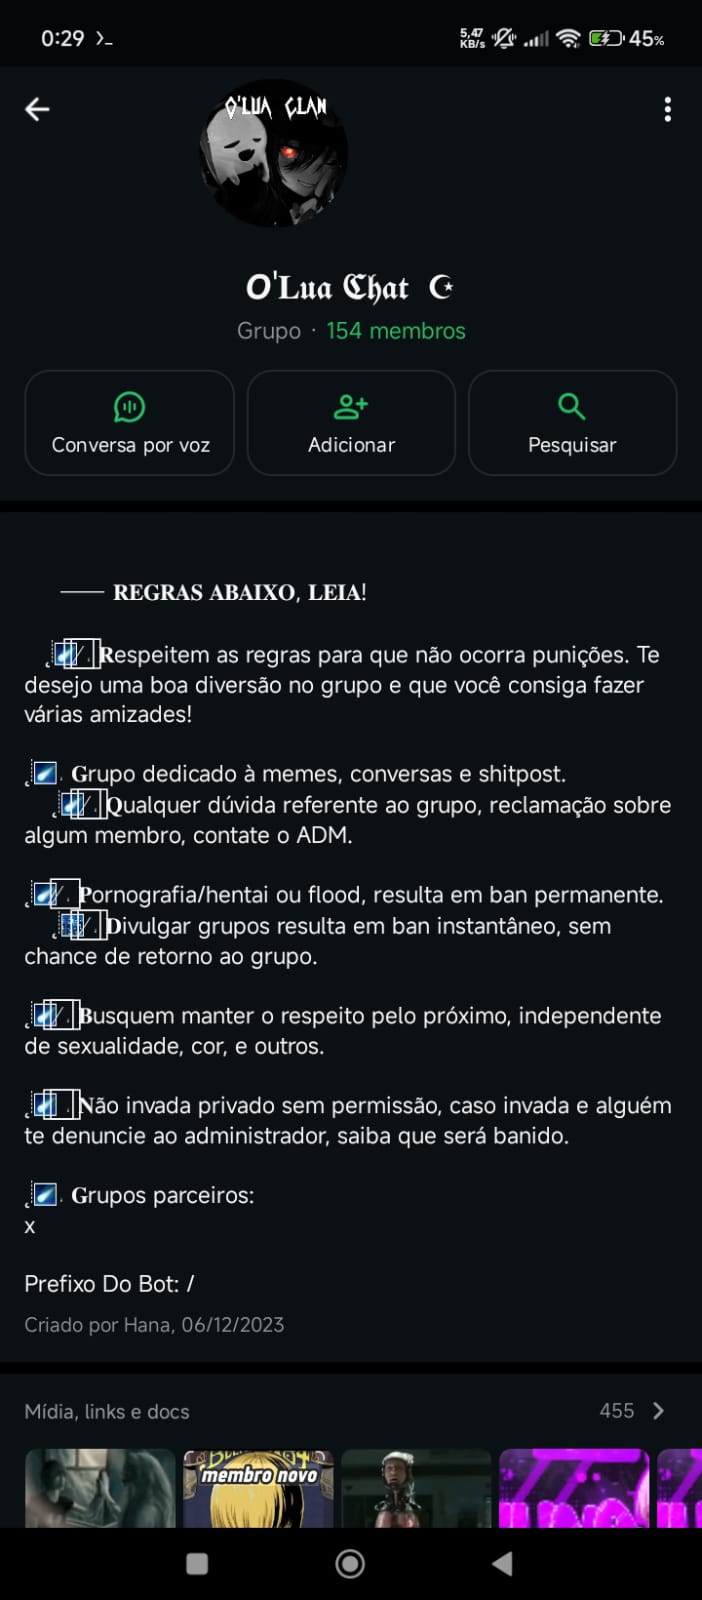 0:29
5,47 KB/s
45%
O'LUA CLAN
O'Lua Chat ☪
Grupo · 154 membros
Conversa por voz
Adicionar
Pesquisar
—— REGRAS ABAIXO, LEIA!
Respeitem as regras para que não ocorra punições. Te
desejo uma boa diversão no grupo e que você consiga fazer
várias amizades!
Grupo dedicado à memes, conversas e shitpost.
Qualquer dúvida referente ao grupo, reclamação sobre
algum membro, contate o ADM.
Pornografia/hentai ou flood, resulta em ban permanente.
Divulgar grupos resulta em ban instantâneo, sem
chance de retorno ao grupo.
Busquem manter o respeito pelo próximo, independente
de sexualidade, cor, e outros.
Não invada privado sem permissão, caso invada e alguém
te denuncie ao administrador, saiba que será banido.
Grupos parceiros:
x
Prefixo Do Bot: /
Criado por Hana, 06/12/2023
Mídia, links e docs
455
membro novo